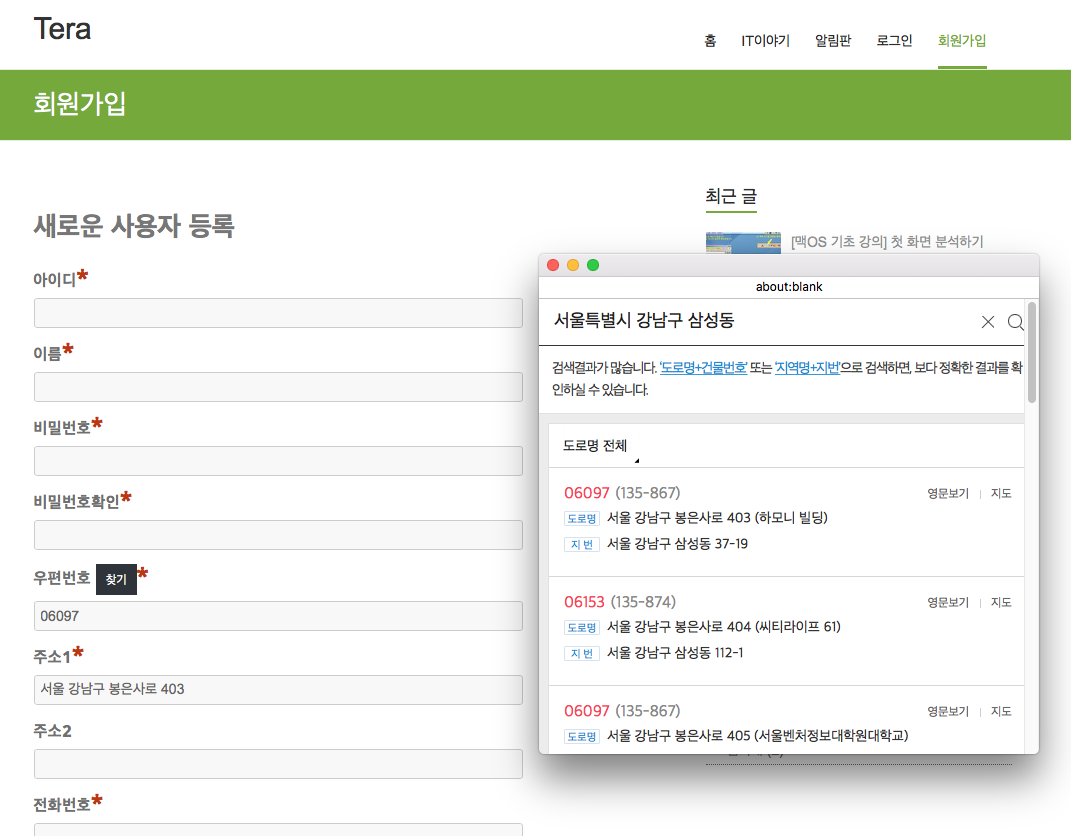 Tera
홈 IT이야기 알림판 로그인 회원가입
회원가입
새로운 사용자 등록
아이디*
이름*
비밀번호*
비밀번호확인*
우편번호 찾기*
06097
주소1*
서울 강남구 봉은사로 403
주소2
전화번호*
최근 글
[맥OS 기초 강의] 첫 화면 분석하기
about:blank
서울특별시 강남구 삼성동
검색결과가 많습니다. '도로명+건물번호' 또는 '지역명+지번'으로 검색하면, 보다 정확한 결과를 확
인하실 수 있습니다.
도로명 전체
06097 (135-867) 영문보기 | 지도
도로명 서울 강남구 봉은사로 403 (하모니 빌딩)
지 번 서울 강남구 삼성동 37-19
06153 (135-874) 영문보기 | 지도
도로명 서울 강남구 봉은사로 404 (씨티라이프 61)
지 번 서울 강남구 삼성동 112-1
06097 (135-867) 영문보기 | 지도
도로명 서울 강남구 봉은사로 405 (서울벤처정보대학원대학교)